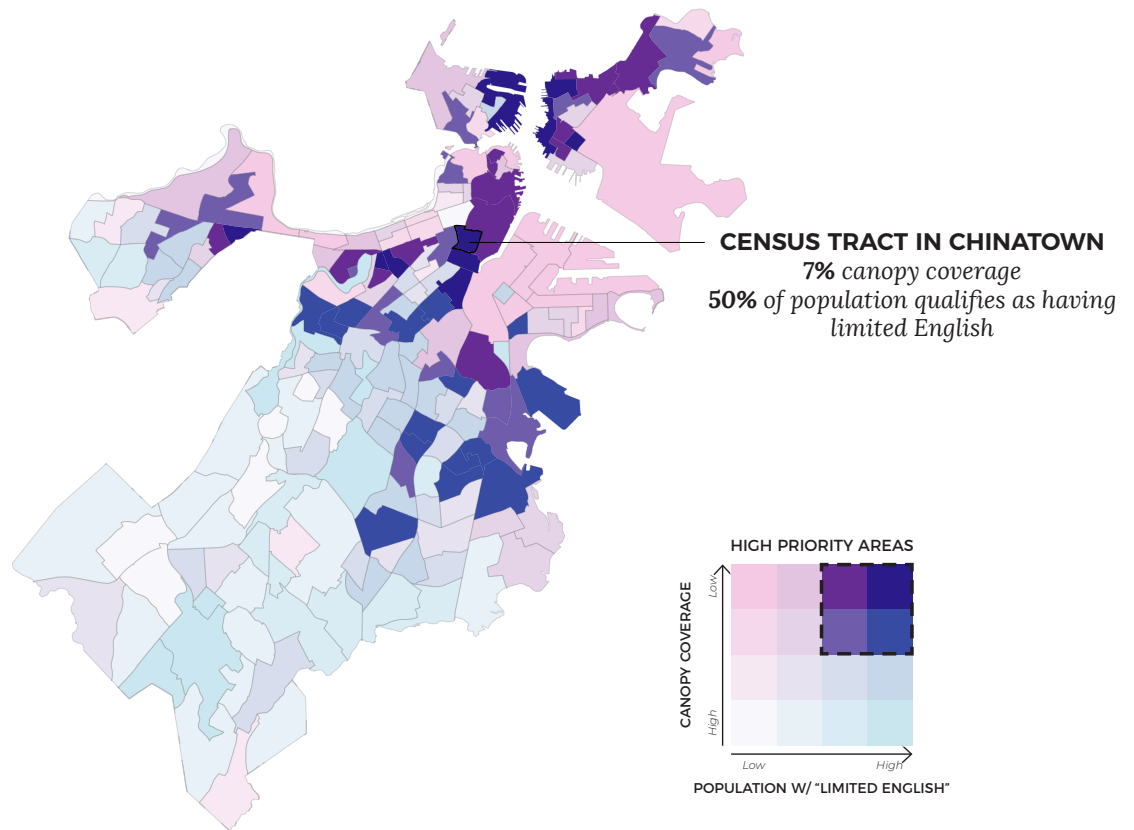 CENSUS TRACT IN CHINATOWN
7% canopy coverage
50% of population qualifies as having
limited English
HIGH PRIORITY AREAS
CANOPY COVERAGE
Low
High
Low
High
POPULATION W/ “LIMITED ENGLISH”